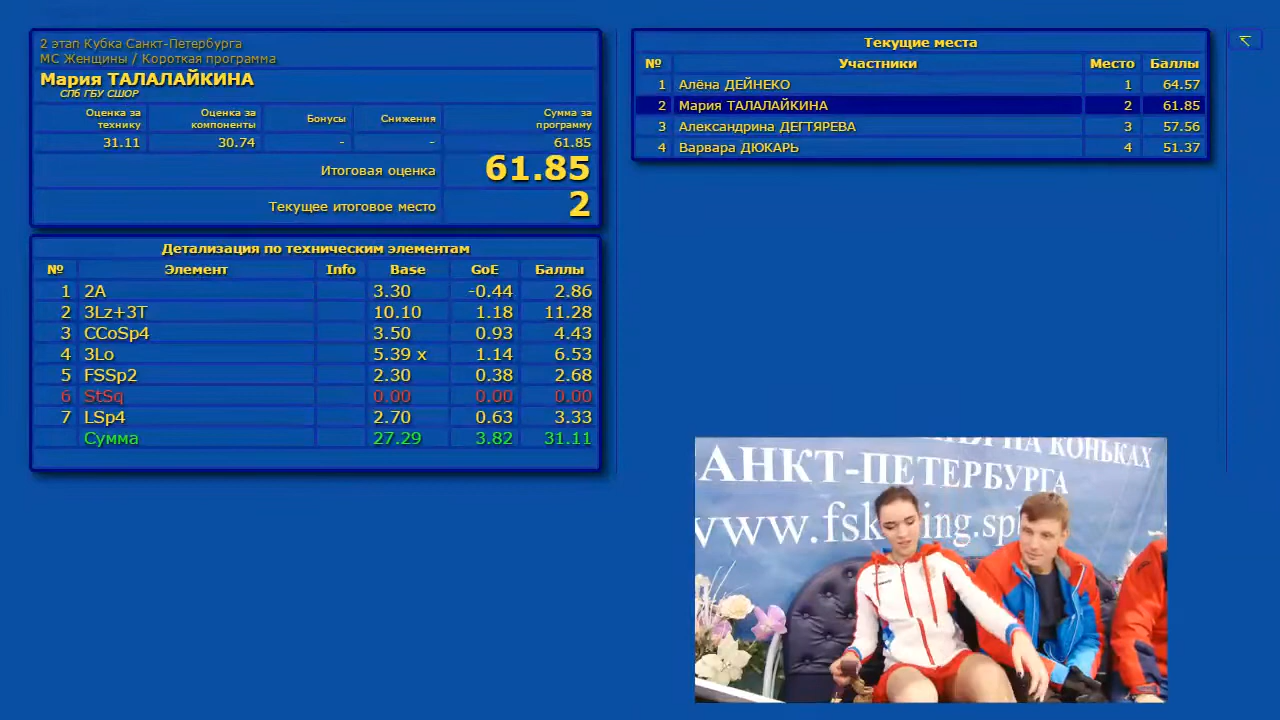 2 этап Кубка Санкт-Петербурга
МС Женщины / Короткая программа
Мария ТАЛАЛАЙКИНА
СПб ГБУ СШОР
Оценка за технику Оценка за компоненты Бонусы Снижения Сумма за программу
31.11 30.74 - - 61.85
Итоговая оценка 61.85
Текущее итоговое место 2
Детализация по техническим элементам
№ Элемент Info Base GoE Баллы
1 2A 3.30 -0.44 2.86
2 3Lz+3T 10.10 1.18 11.28
3 CCoSp4 3.50 0.93 4.43
4 3Lo 5.39 x 1.14 6.53
5 FSSp2 2.30 0.38 2.68
6 StSq 0.00 0.00 0.00
7 LSp4 2.70 0.63 3.33
Сумма 27.29 3.82 31.11
Текущие места
№ Участники Место Баллы
1 Алёна ДЕЙНЕКО 1 64.57
2 Мария ТАЛАЛАЙКИНА 2 61.85
3 Александрина ДЕГТЯРЕВА 3 57.56
4 Варвара ДЮКАРЬ 4 51.37
НА КОНЬКАХ
АНКТ-ПЕТЕРБУРГА
www.fsk ing.sp